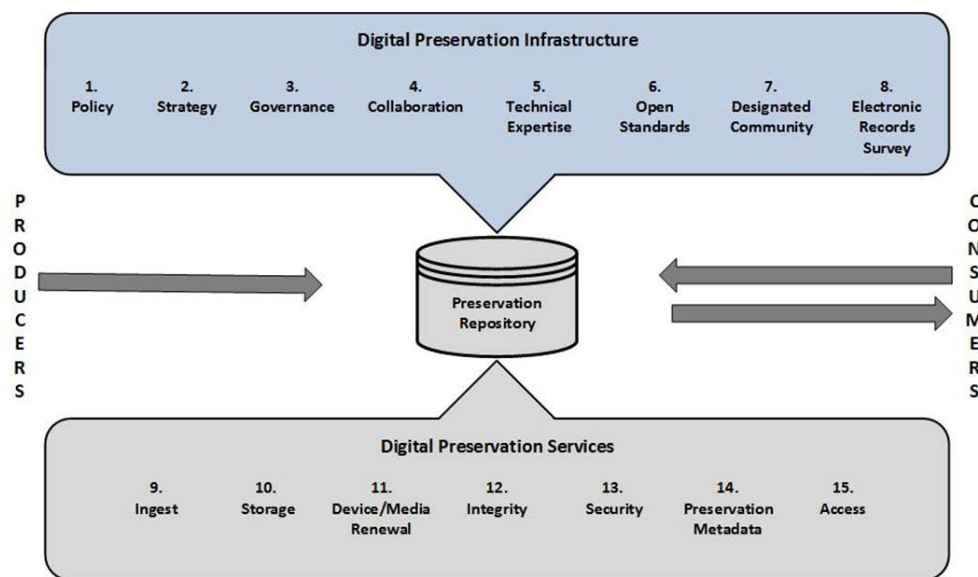 Digital Preservation Infrastructure
1. 2. 3. 4. 5. 6. 7. 8.
Policy Strategy Governance Collaboration Technical Open Designated Electronic
Expertise Standards Community Records
Survey
PRODUCERS
CONSUMERS
Preservation
Repository
Digital Preservation Services
9. 10. 11. 12. 13. 14. 15.
Ingest Storage Device/Media Integrity Security Preservation Access
Renewal Metadata